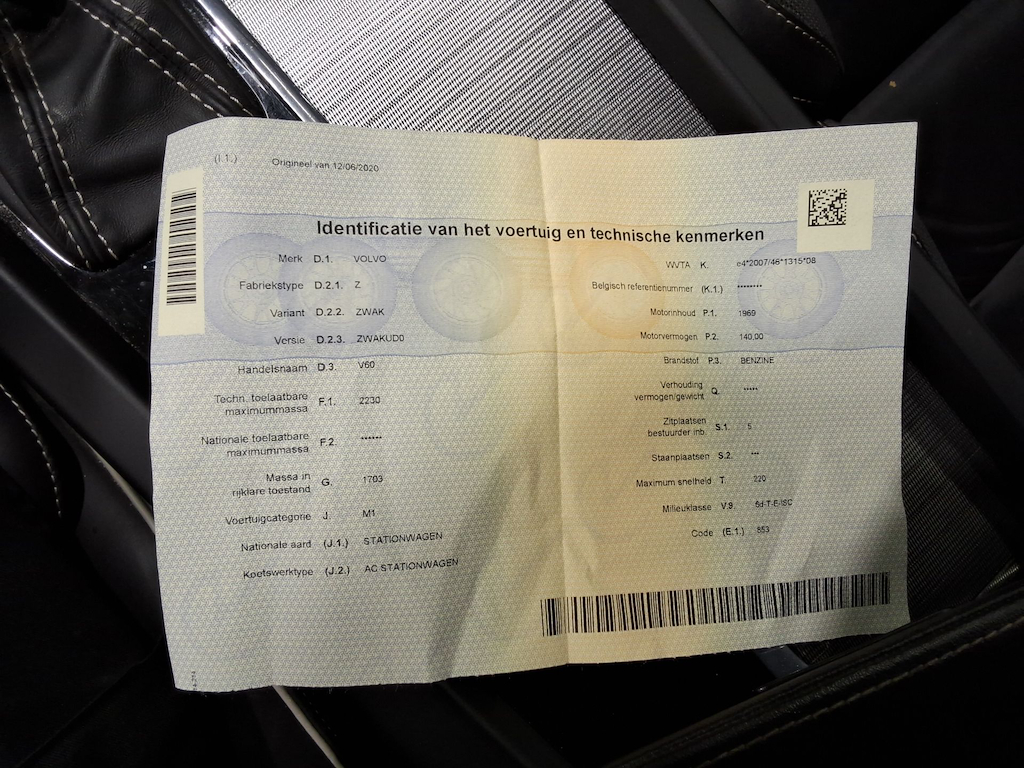 (I.1.) Origineel van 12/06/2020
Identificatie van het voertuig en technische kenmerken
Merk D.1. VOLVO
Fabriekstype D.2.1. Z
Variant D.2.2. ZWAK
Versie D.2.3. ZWAKUD0
Handelsnaam D.3. V60
Techn. toelaatbare
maximummassa F.1. 2230
Nationale toelaatbare
maximummassa F.2. ******
Massa in
rijklare toestand G. 1703
Voertuigcategorie J. M1
Nationale aard (J.1.) STATIONWAGEN
Koetswerktype (J.2.) AC STATIONWAGEN
WVTA K. e4*2007/46*1315*08
Belgisch referentienummer (K.1.) ********
Motorinhoud P.1. 1969
Motorvermogen P.2. 140,00
Brandstof P.3. BENZINE
Verhouding
vermogen/gewicht Q. *****
Zitplaatsen
bestuurder inb. S.1. 5
Staanplaatsen S.2. ***
Maximum snelheid T. 220
Milieuklasse V.9. 6d-T-E-ISC
Code (E.1.) 853